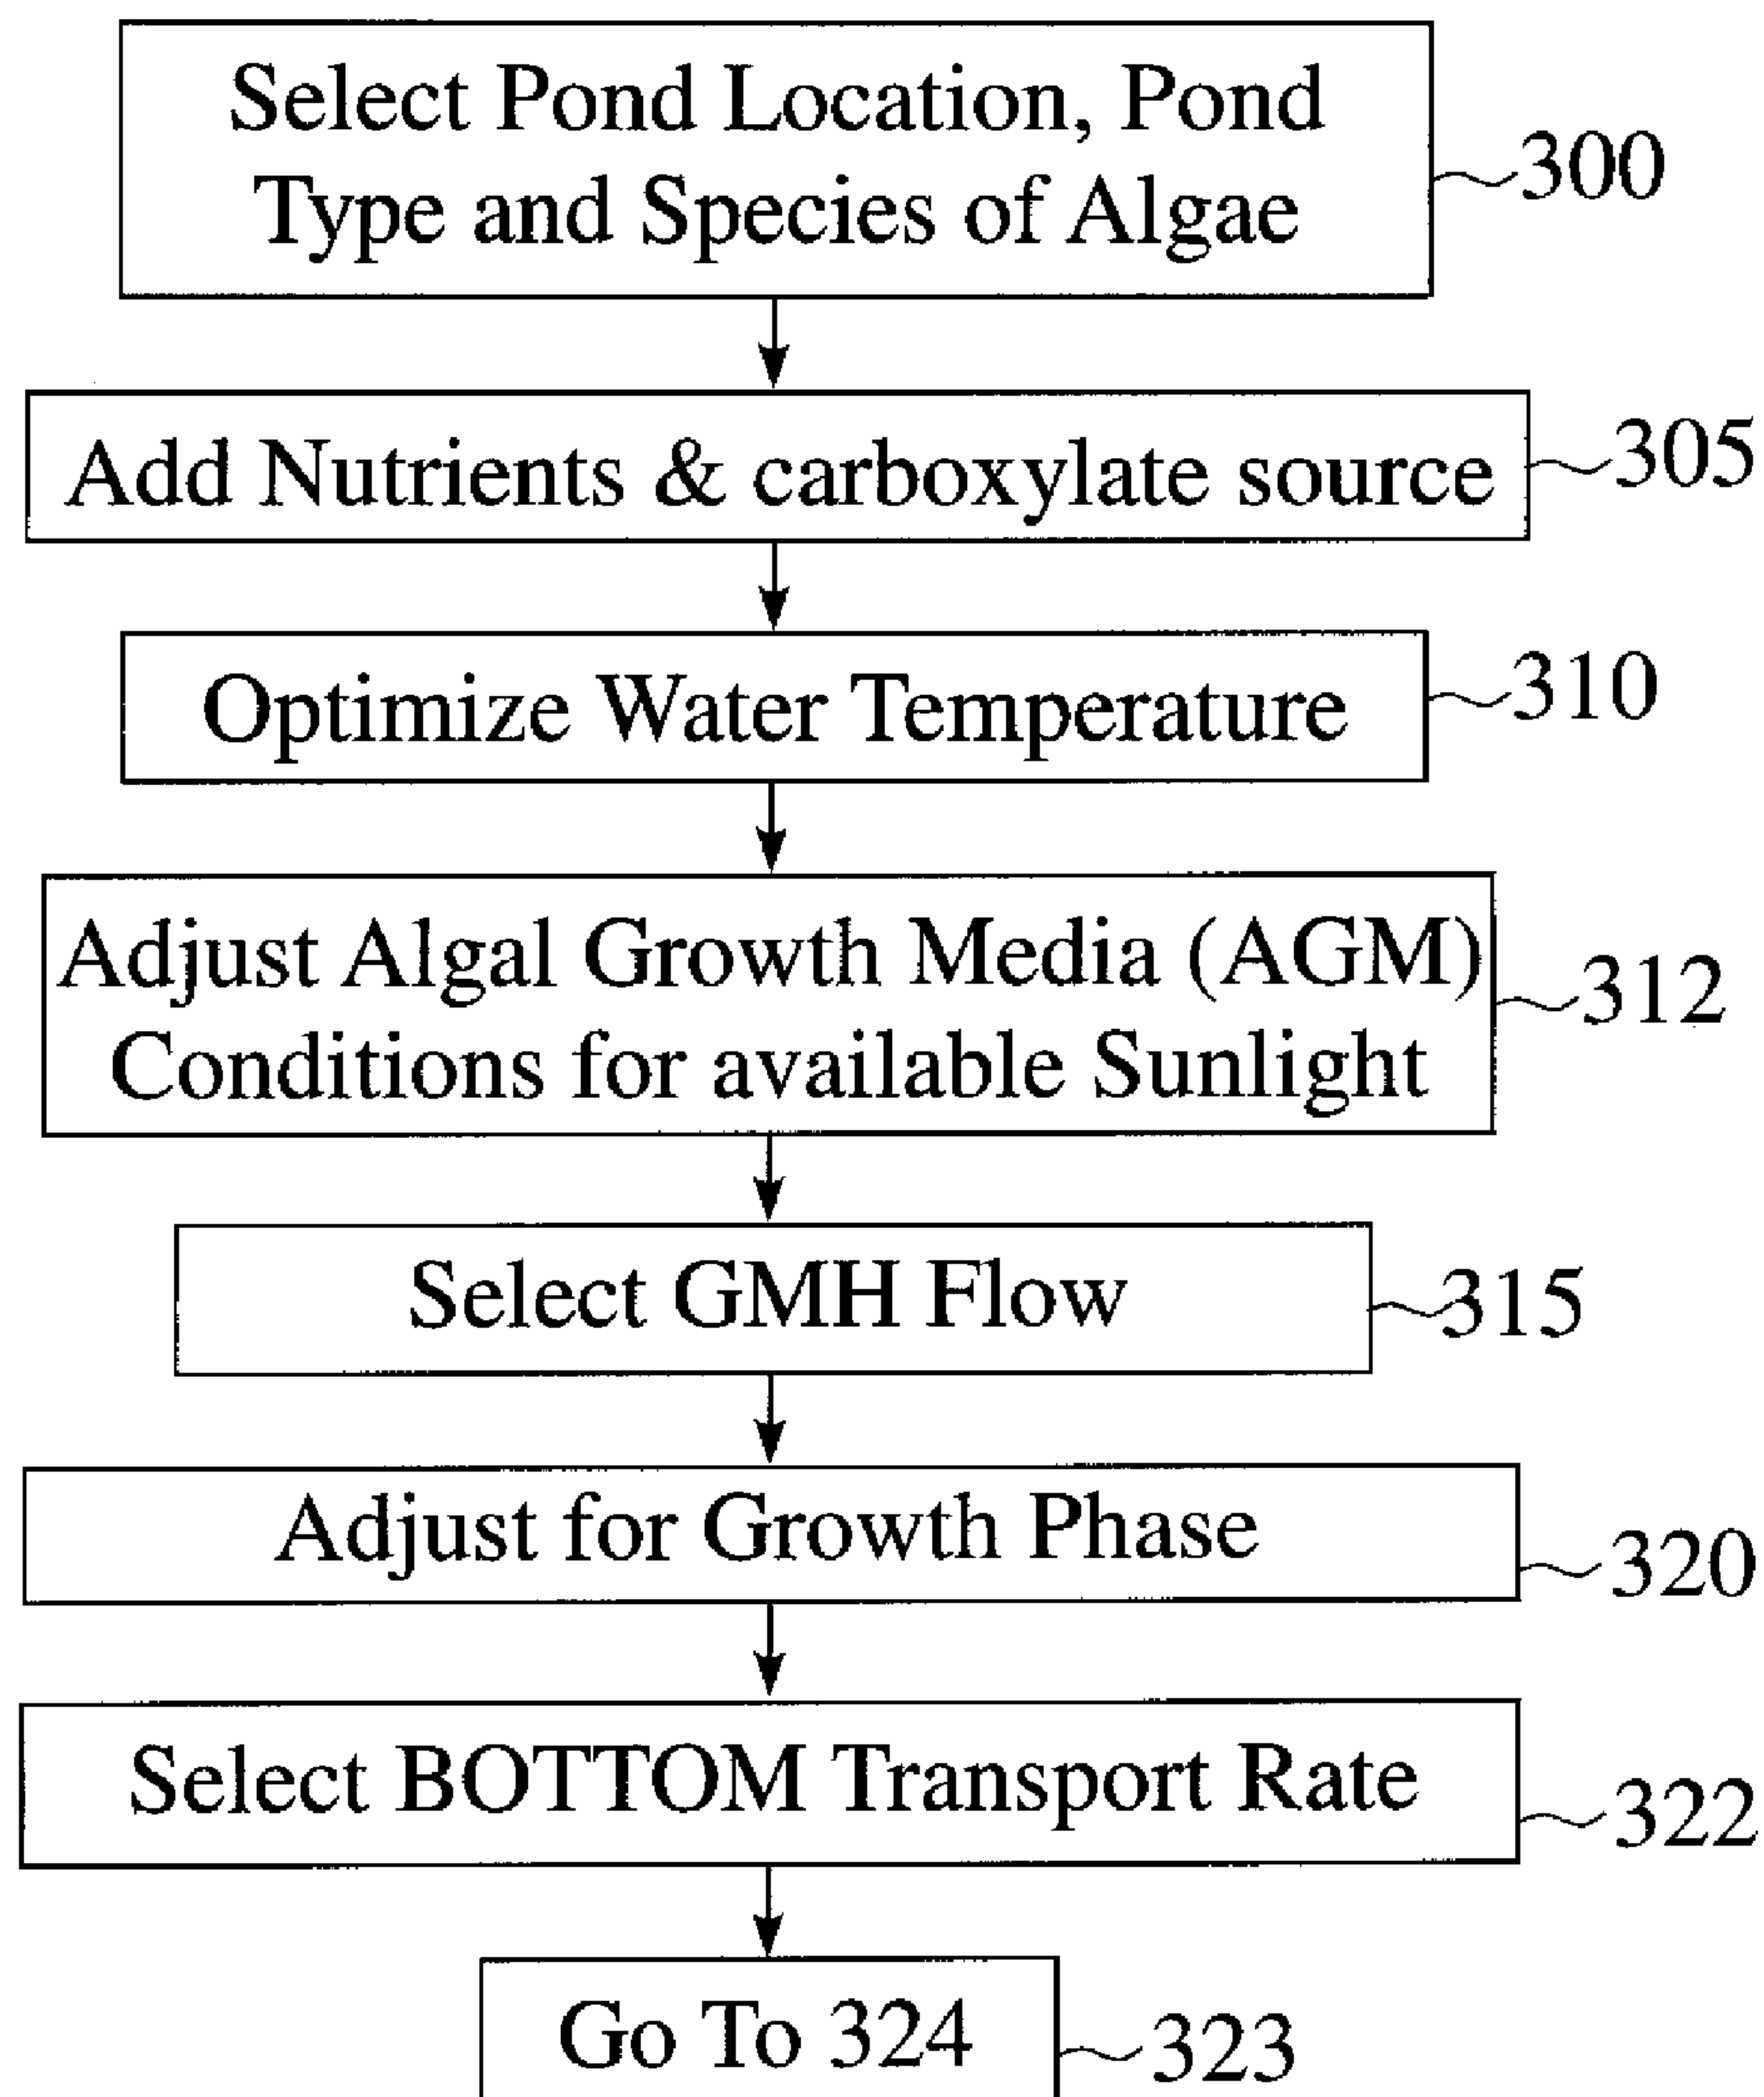 Select Pond Location, Pond
Type and Species of Algae
300
Add Nutrients & carboxylate source
305
Optimize Water Temperature
310
Adjust Algal Growth Media (AGM)
Conditions for available Sunlight
312
Select GMH Flow
315
Adjust for Growth Phase
320
Select BOTTOM Transport Rate
322
Go To 324
323